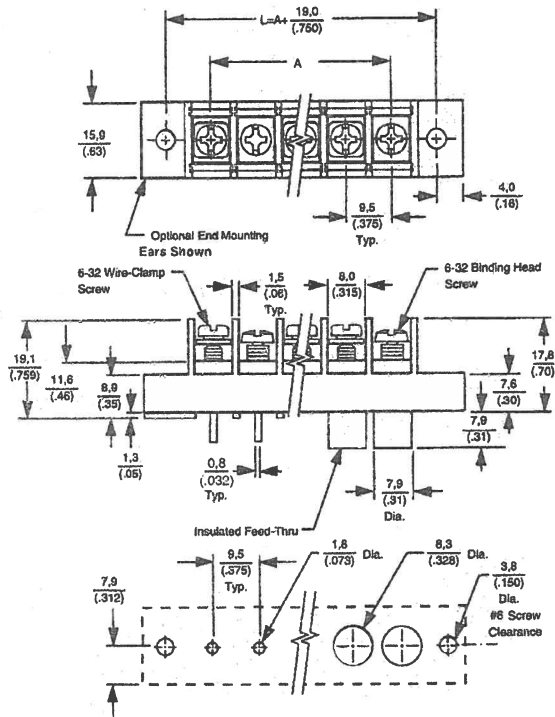 L=A+ 19,0
(.750)
A
15,9
(.63)
4,0
(.16)
9,5
(.375)
Typ.
Optional End Mounting
Ears Shown
6-32 Wire-Clamp
Screw
1,5
(.06)
Typ.
8,0
(.315)
6-32 Binding Head
Screw
19,1
(.759)
11,6
(.46)
8,9
(.35)
17,8
(.70)
7,6
(.30)
7,9
(.31)
1,3
(.05)
0,8
(.032)
Typ.
7,9
(.31)
Dia.
Insulated Feed-Thru
9,5
(.375)
Typ.
1,8
(.073) Dia.
8,3
(.328) Dia.
3,8
(.150)
Dia.
#6 Screw
Clearance
7,9
(.312)